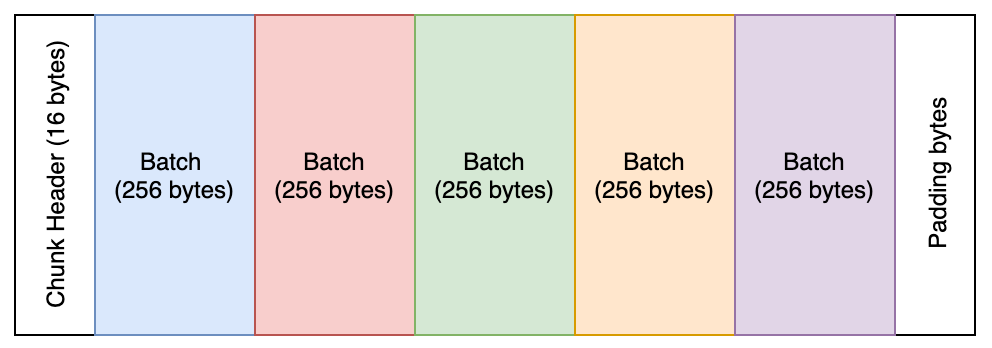 Chunk Header (16 bytes)
Batch
(256 bytes)
Batch
(256 bytes)
Batch
(256 bytes)
Batch
(256 bytes)
Batch
(256 bytes)
Padding bytes